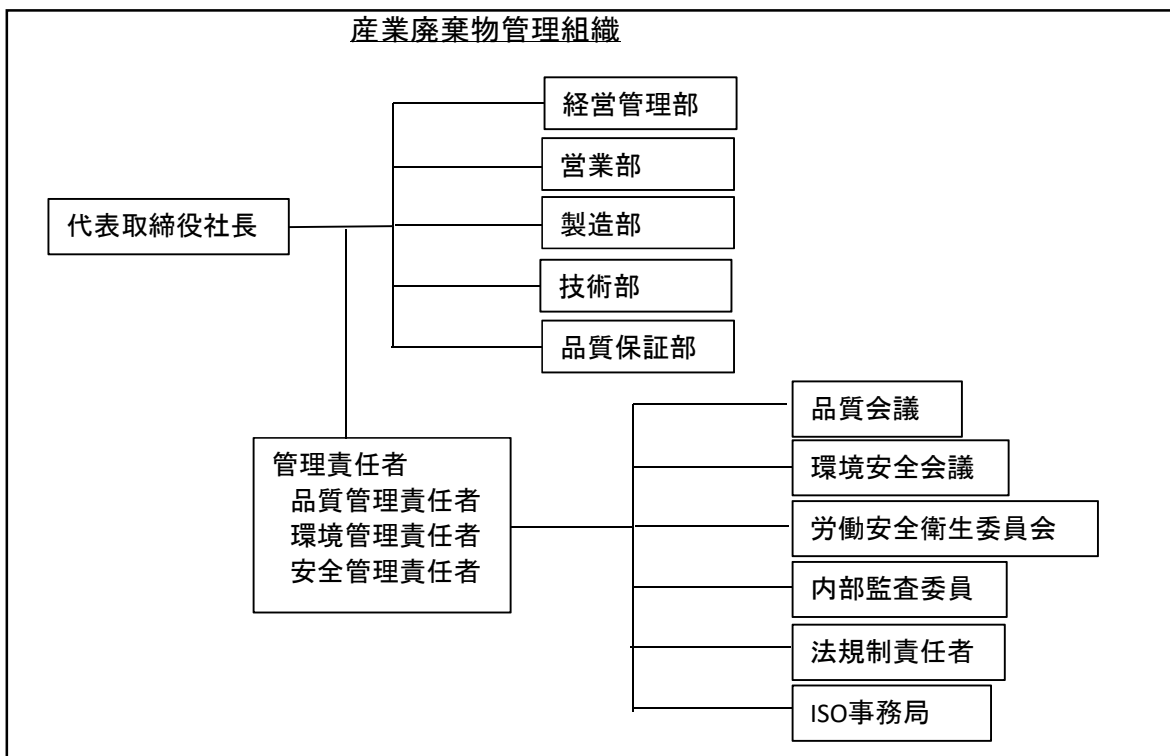 産業廃棄物管理組織
経営管理部
営業部
代表取締役社長
製造部
技術部
品質保証部
品質会議
管理責任者
品質管理責任者
環境管理責任者
安全管理責任者
環境安全会議
労働安全衛生委員会
内部監査委員
法規制責任者
ISO事務局